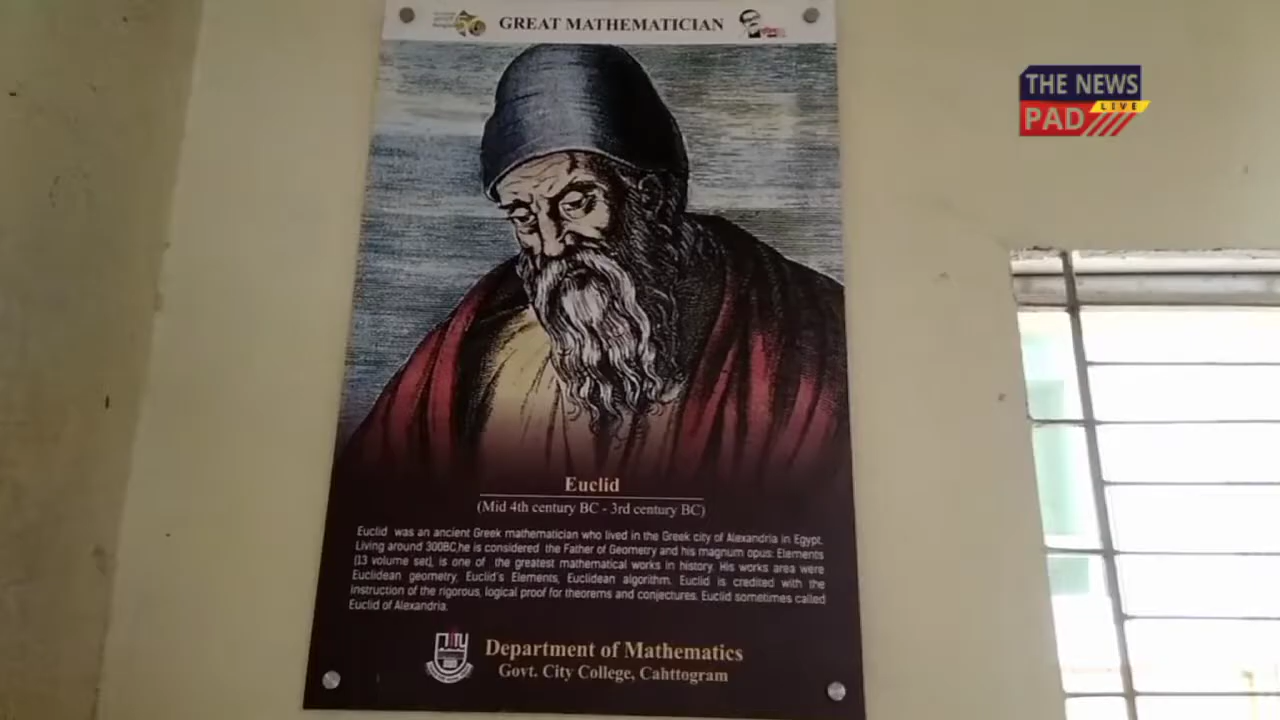 GREAT MATHEMATICIAN
THE NEWS
PAD LIVE
Euclid
(Mid 4th century BC - 3rd century BC)
Euclid was an ancient Greek mathematician who lived in the Greek city of Alexandria in Egypt.
Living around 300BC,he is considered the Father of Geometry and his magnum opus: Elements
(13 volume set), is one of the greatest mathematical works in history. His works area were
Euclidean geometry, Euclid's Elements, Euclidean algorithm. Euclid is credited with the
instruction of the rigorous, logical proof for theorems and conjectures. Euclid sometimes called
Euclid of Alexandria.
Department of Mathematics
Govt. City College, Cahttogram